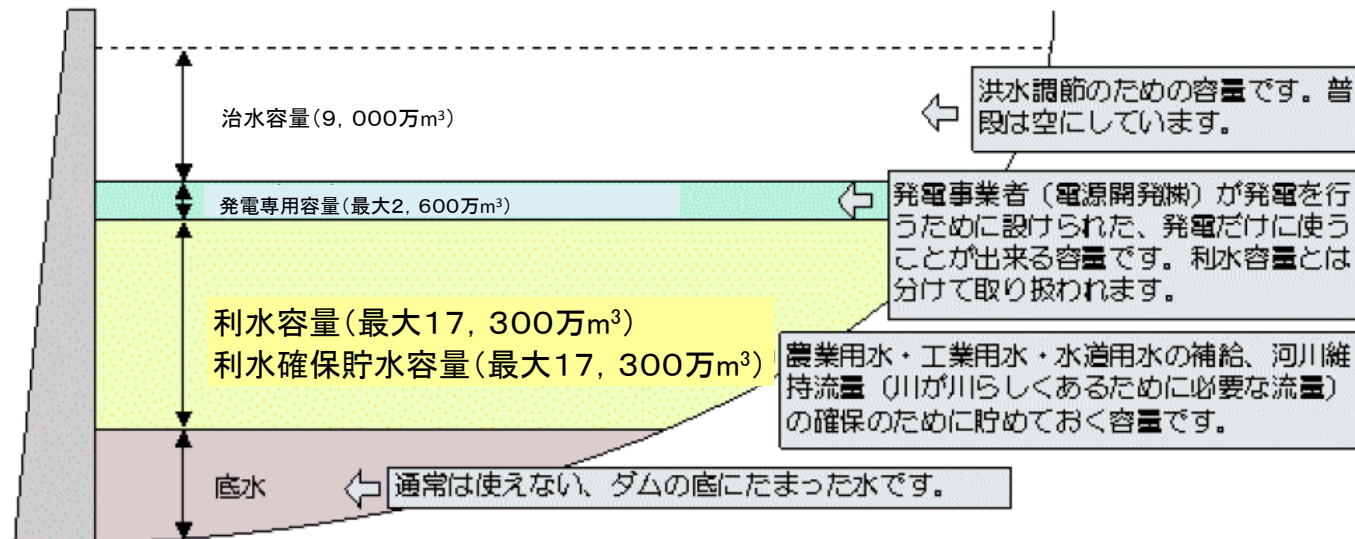 治水容量(9，000万m³)
洪水調節のための容量です。普
段は空にしています。
発電専用容量(最大2，600万m³)
発電事業者（電源開発㈱）が発電を行
うために設けられた、発電だけに使う
ことが出来る容量です。利水容量とは
分けて取り扱われます。
利水容量(最大17，300万m³)
利水確保貯水容量(最大17，300万m³)
農業用水・工業用水・水道用水の補給、河川維
持流量（川が川らしくあるために必要な流量）
の確保のために貯めておく容量です。
底水
通常は使えない、ダムの底にたまった水です。